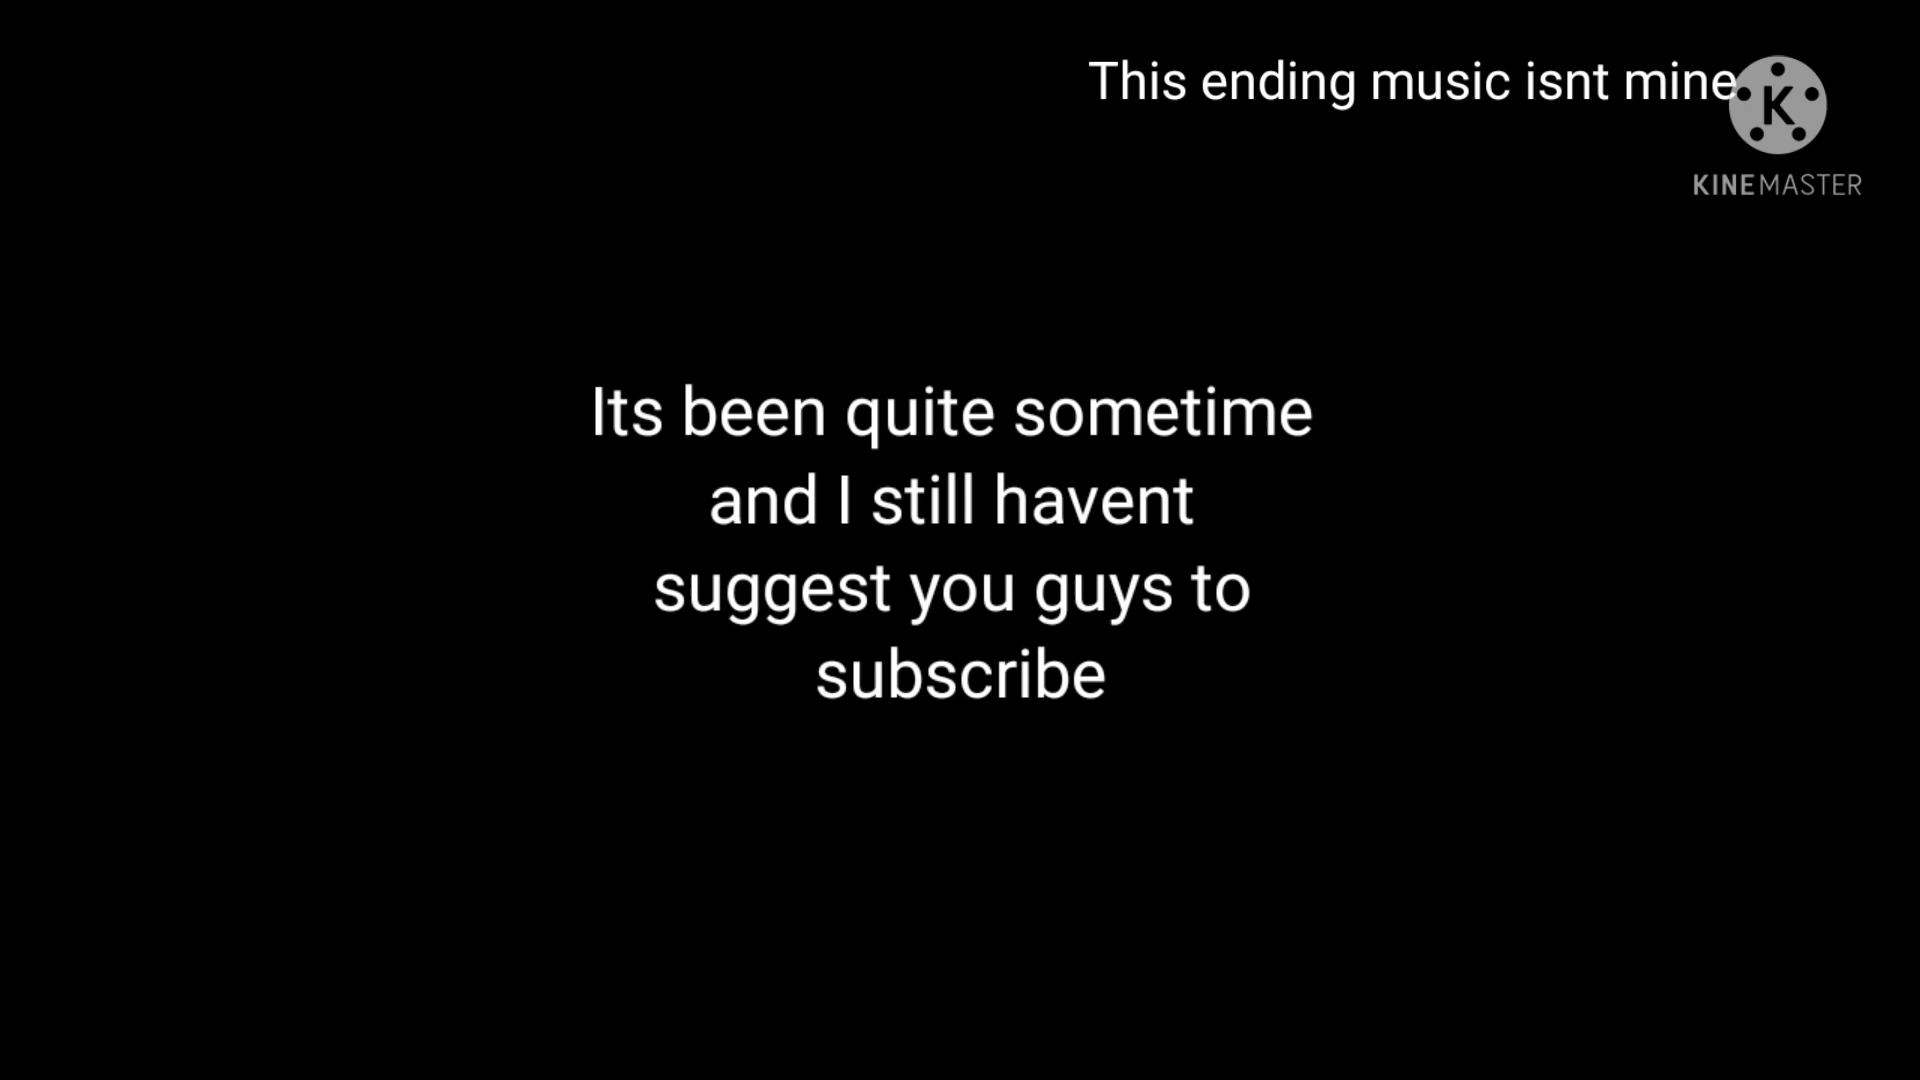 This ending music isnt mine
K
KINEMASTER
Its been quite sometime
and I still havent
suggest you guys to
subscribe